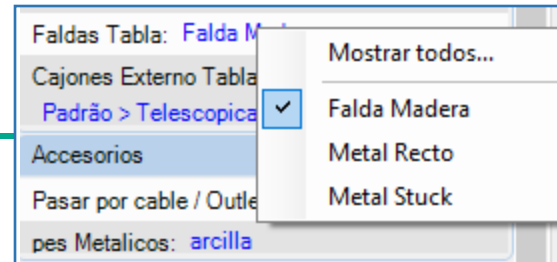 Faldas Tabla: Falda M
Cajones Externo Tabla
Padrão > Telescopica
Accesorios
Pasar por cable / Outle
pes Metalicos: arcilla
Mostrar todos...
Falda Madera
Metal Recto
Metal Stuck